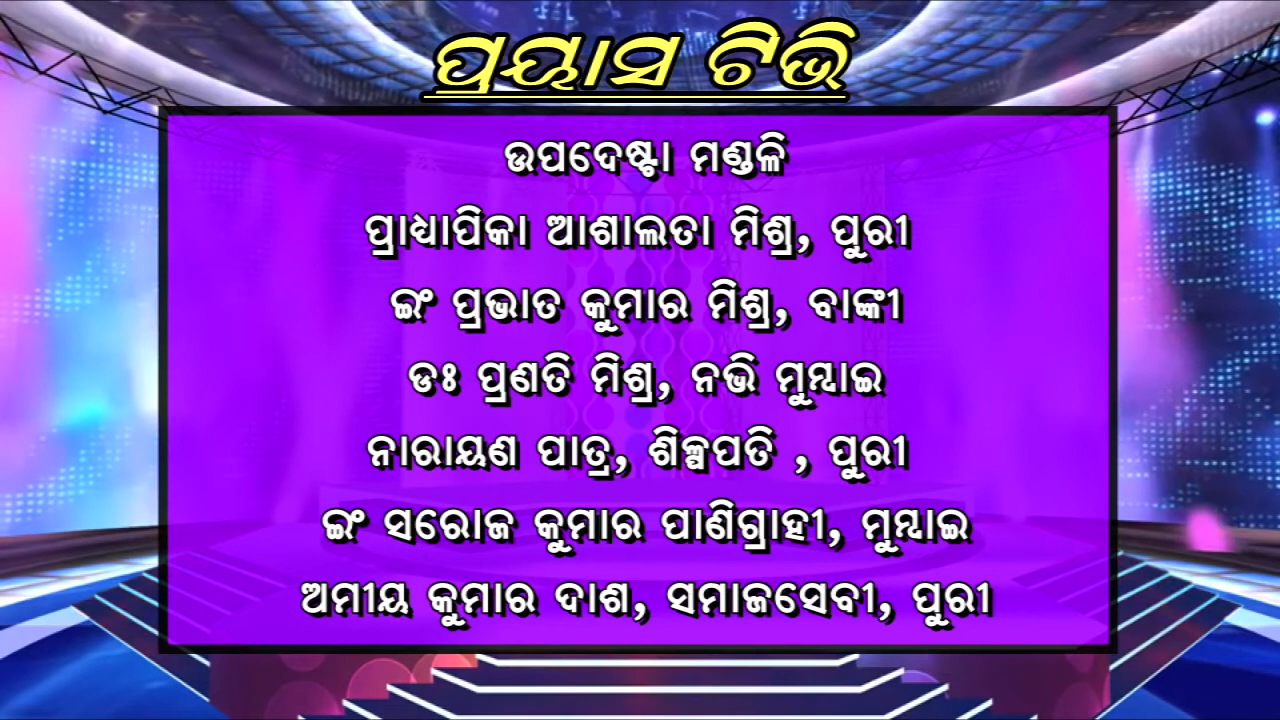 ପ୍ରୟାସ ଟିଭି
ଉପଦେଷ୍ଟା ମଣ୍ଡଳି
ପ୍ରାଧ୍ୟାପିକା ଆଶାଲତା ମିଶ୍ର, ପୁରୀ
ଇଂ ପ୍ରଭାତ କୁମାର ମିଶ୍ର, ବାଙ୍କୀ
ଡଃ ପ୍ରଣତି ମିଶ୍ର, ନଭି ମୁମ୍ବାଇ
ନାରାୟଣ ପାତ୍ର, ଶିଳ୍ପପତି , ପୁରୀ
ଇଂ ସରୋଜ କୁମାର ପାଣିଗ୍ରାହୀ, ମୁମ୍ବାଇ
ଅମୀୟ କୁମାର ଦାଶ, ସମାଜସେବୀ, ପୁରୀ